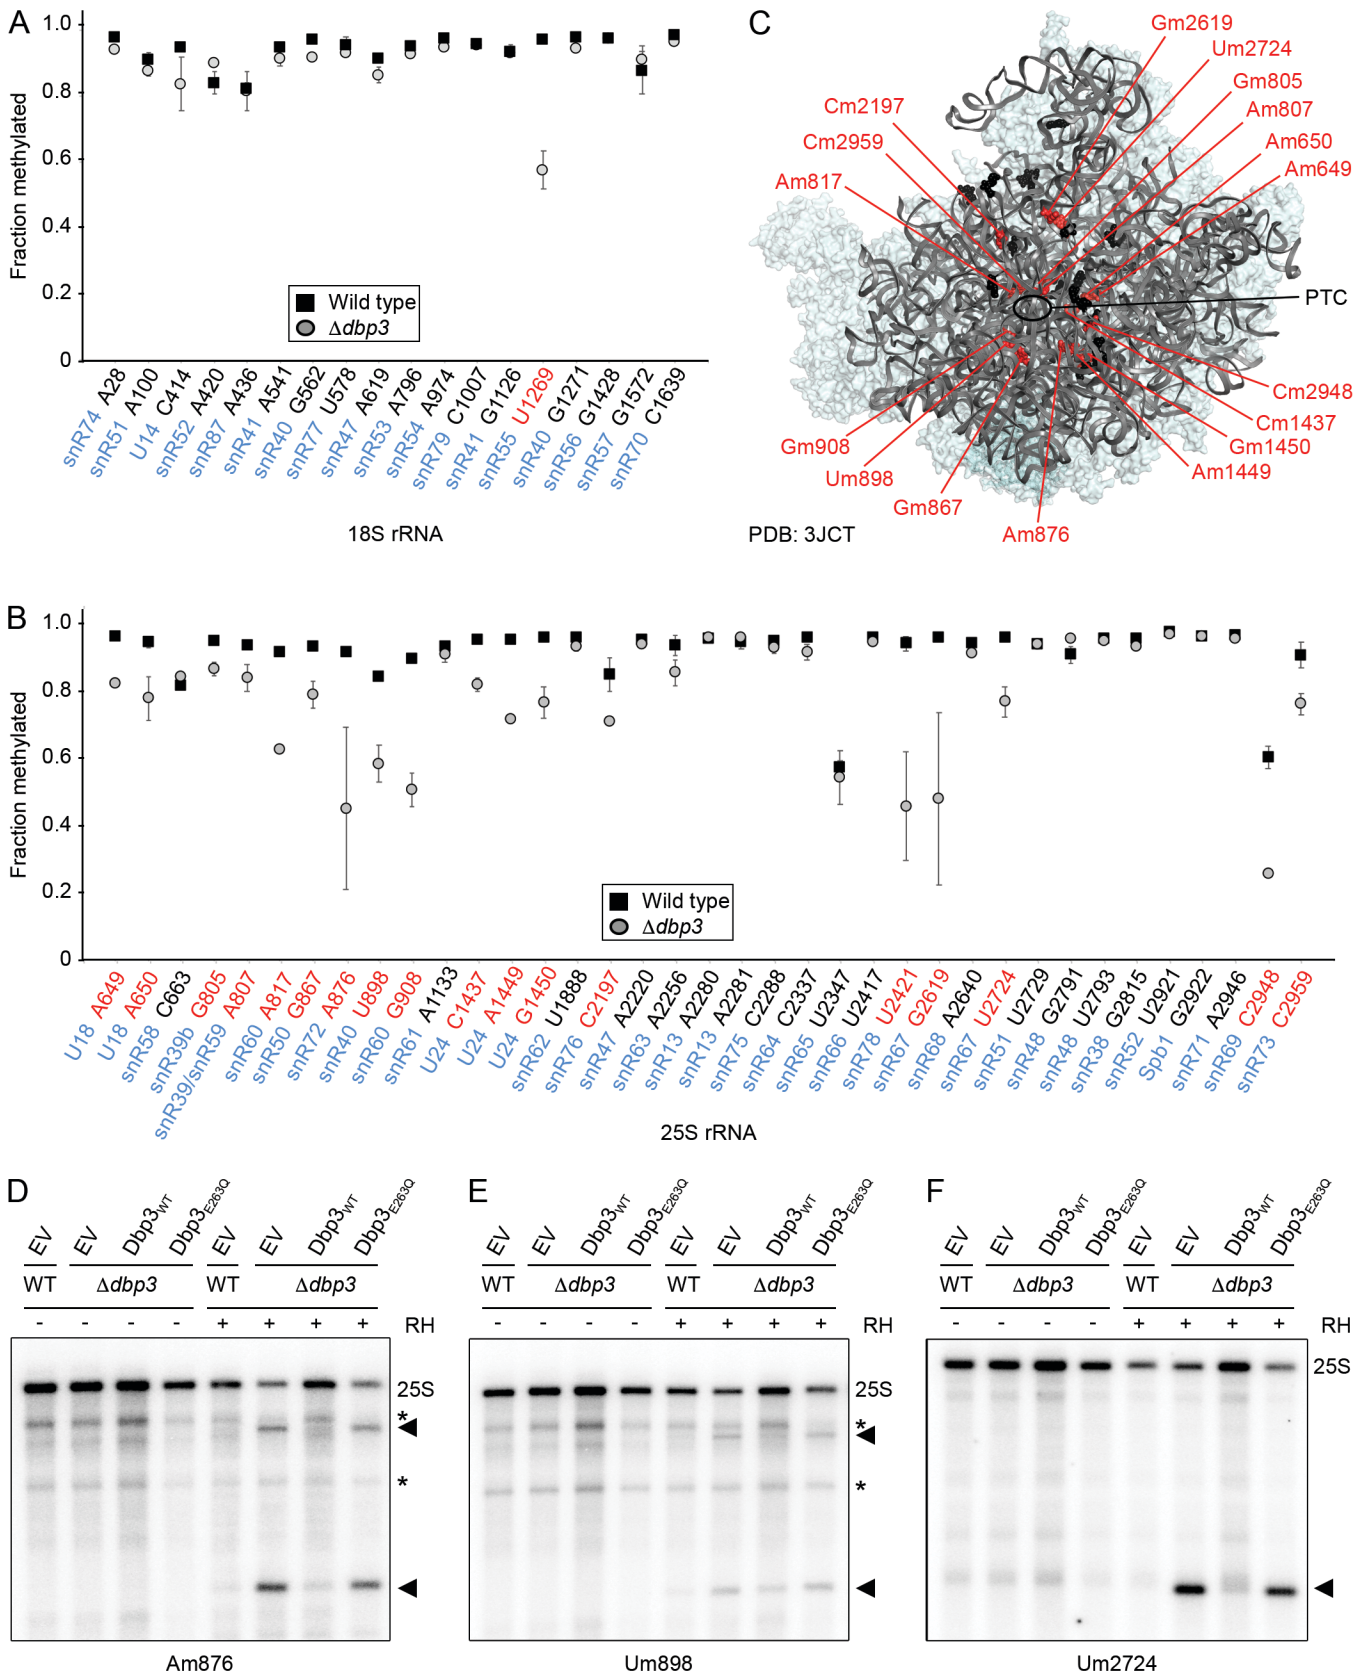 A
Fraction methylated
1.0
0.8
0.6
0.4
0.2
0
Wild type
Δdbp3
snR74 A28
snR51 A100
U14 C414
snR52 A420
snR87 A436
snR41 A541
snR40 G562
snR77 U578
snR47 A619
snR53 A796
snR54 A974
snR79 C1007
snR41 G1126
snR55 U1269
snR40 G1271
snR56 G1428
snR57 G1572
snR70 C1639
18S rRNA
C
Gm2619
Um2724
Gm805
Am807
Am650
Am649
Cm2197
Cm2959
Am817
PTC
Cm2948
Cm1437
Gm1450
Am1449
Gm908
Um898
Gm867
Am876
PDB: 3JCT
B
Fraction methylated
1.0
0.8
0.6
0.4
0.2
0
Wild type
Δdbp3
U18 A649
U18 A650
snR58 C663
snR39b G805
snR39/snR59 A807
snR60 A817
snR50 G867
snR72 A876
snR40 U898
snR60 G908
snR61 A1133
U24 C1437
U24 A1449
U24 G1450
snR62 U1888
snR76 C2197
snR47 A2220
snR63 A2256
snR13 A2280
snR13 A2281
snR75 C2288
snR64 C2337
snR65 U2347
snR66 U2417
snR78 U2421
snR67 G2619
snR68 A2640
snR67 U2724
snR51 U2729
snR48 G2791
snR48 U2793
snR38 G2815
snR52 U2921
Spb1 G2922
snR71 A2946
snR69 C2948
snR73 C2959
25S rRNA
D
EV EV Dbp3WT Dbp3E263Q EV EV Dbp3WT Dbp3E263Q
WT Δdbp3 WT Δdbp3
- - - - + + + + RH
25S
*
*
Am876
E
EV EV Dbp3WT Dbp3E263Q EV EV Dbp3WT Dbp3E263Q
WT Δdbp3 WT Δdbp3
- - - - + + + + RH
25S
*
*
Um898
F
EV EV Dbp3WT Dbp3E263Q EV EV Dbp3WT Dbp3E263Q
WT Δdbp3 WT Δdbp3
- - - - + + + + RH
25S
Um2724